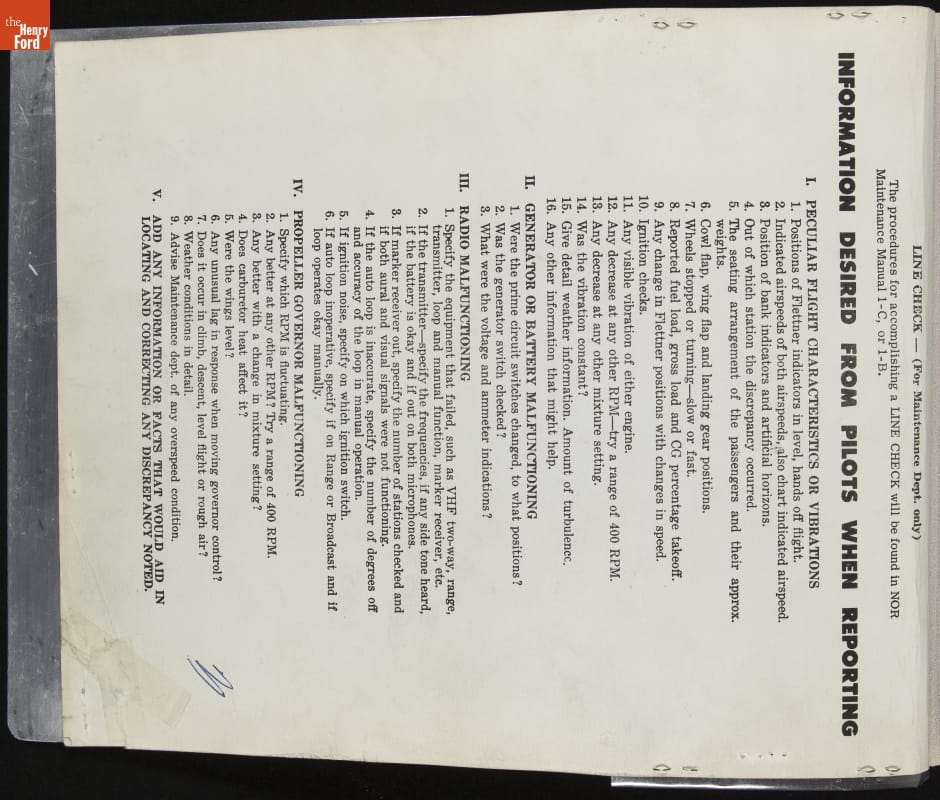 the
Henry
Ford
LINE CHECK — (For Maintenance Dept. only)
The procedures for accomplishing a LINE CHECK will be found in NOR
Maintenance Manual 1-C, or 1-B.
INFORMATION DESIRED FROM PILOTS WHEN REPORTING
I. PECULIAR FLIGHT CHARACTERISTICS OR VIBRATIONS
1. Positions of Flettner indicators in level, hands off flight.
2. Indicated airspeeds of both airspeeds, also chart indicated airspeed.
3. Position of bank indicators and artificial horizons.
4. Out of which station the discrepancy occurred.
5. The seating arrangement of the passengers and their approx.
weights.
6. Cowl flap, wing flap and landing gear positions.
7. Wheels stopped or turning—slow or fast.
8. Reported fuel load, gross load and CG percentage takeoff.
9. Any change in Flettner positions with changes in speed.
10. Ignition checks.
11. Any visible vibration of either engine.
12. Any decrease at any other RPM—try a range of 400 RPM.
13. Any decrease at any other mixture setting.
14. Was the vibration constant?
15. Give detail weather information. Amount of turbulence.
16. Any other information that might help.
II. GENERATOR OR BATTERY MALFUNCTIONING
1. Were the prime circuit switches changed, to what positions?
2. Was the generator switch checked?
3. What were the voltage and ammeter indications?
III. RADIO MALFUNCTIONING
1. Specify the equipment that failed, such as VHF two-way, range,
transmitter, loop and manual function, marker receiver, etc.
2. If the transmitter—specify the frequencies, if any side tone heard,
if the battery is okay and if out on both microphones.
3. If marker receiver out, specify the number of stations checked and
if both aural and visual signals were not functioning.
4. If the auto loop is inaccurate, specify the number of degrees off
and accuracy of the loop in manual operation.
5. If ignition noise, specify on which ignition switch.
6. If auto loop inoperative, specify if on Range or Broadcast and if
loop operates okay manually.
IV. PROPELLER GOVERNOR MALFUNCTIONING
1. Specify which RPM is fluctuating.
2. Any better at any other RPM? Try a range of 400 RPM.
3. Any better with a change in mixture setting?
4. Does carburetor heat affect it?
5. Were the wings level?
6. Any unusual lag in response when moving governor control?
7. Does it occur in climb, descent, level flight or rough air?
8. Weather conditions in detail.
9. Advise Maintenance dept. of any overspeed condition.
V. ADD ANY INFORMATION OR FACTS THAT WOULD AID IN
LOCATING AND CORRECTING ANY DISCREPANCY NOTED.